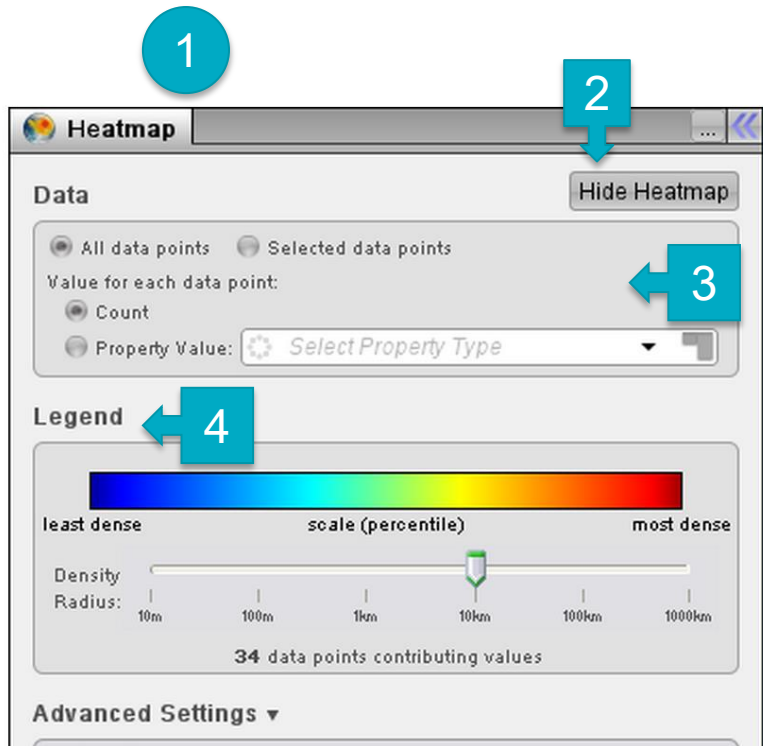 1
2
Heatmap
...
Data
Hide Heatmap
All data points Selected data points
3
Value for each data point:
Count
Property Value: Select Property Type
Legend
4
least dense scale (percentile) most dense
Density
Radius:
10m 100m 1km 10km 100km 1000km
34 data points contributing values
Advanced Settings